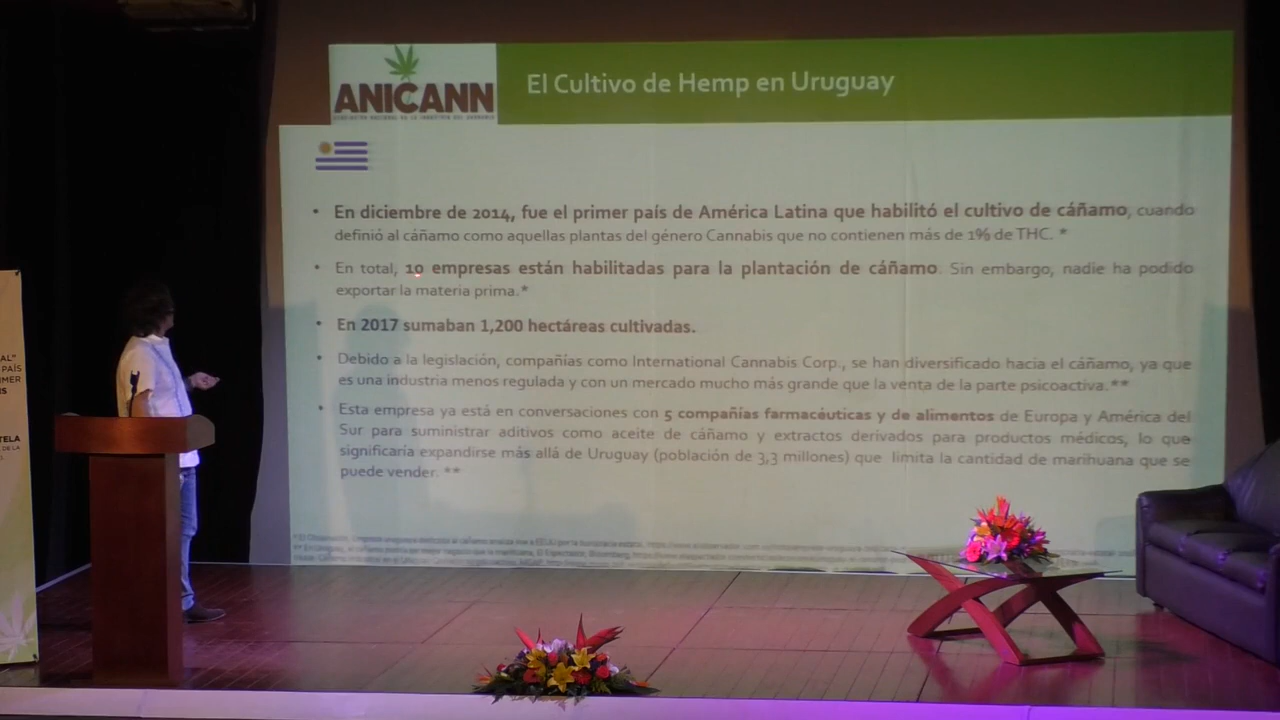 ANICANN
El Cultivo de Hemp en Uruguay
• En diciembre de 2014, fue el primer país de América Latina que habilitó el cultivo de cáñamo, cuando
definió al cáñamo como aquellas plantas del género Cannabis que no contienen más de 1% de THC. *
• En total, 10 empresas están habilitadas para la plantación de cáñamo. Sin embargo, nadie ha podido
exportar la materia prima.*
• En 2017 sumaban 1,200 hectáreas cultivadas.
• Debido a la legislación, compañías como International Cannabis Corp., se han diversificado hacia el cáñamo, ya que
es una industria menos regulada y con un mercado mucho más grande que la venta de la parte psicoactiva.**
• Esta empresa ya está en conversaciones con 5 compañías farmacéuticas y de alimentos de Europa y América del
Sur para suministrar aditivos como aceite de cáñamo y extractos derivados para productos médicos, lo que
significaría expandirse más allá de Uruguay (población de 3,3 millones) que limita la cantidad de marihuana que se
puede vender. **
AL"
PAÍS
IMER
IS
TELA
DE LA